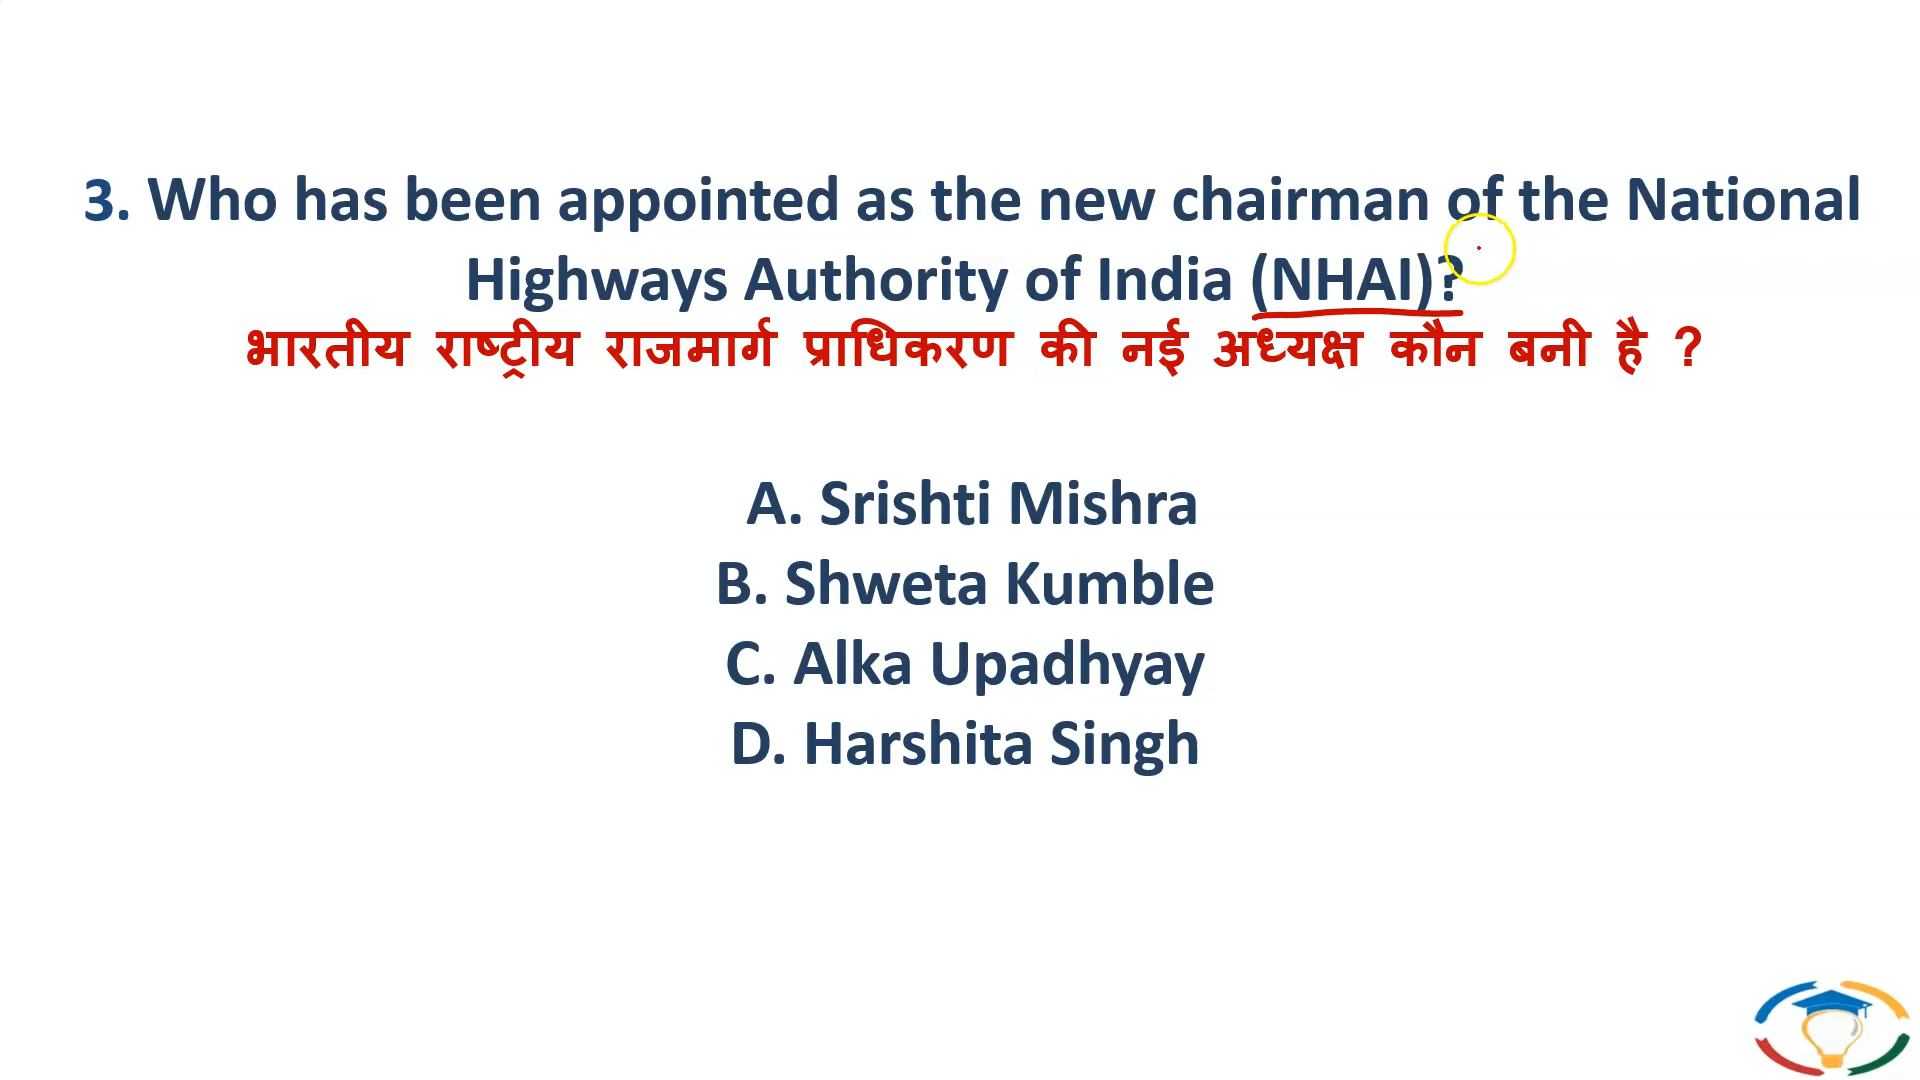 3. Who has been appointed as the new chairman of the National
Highways Authority of India (NHAI)?
भारतीय राष्ट्रीय राजमार्ग प्राधिकरण की नई अध्यक्ष कौन बनी है ?
A. Srishti Mishra
B. Shweta Kumble
C. Alka Upadhyay
D. Harshita Singh